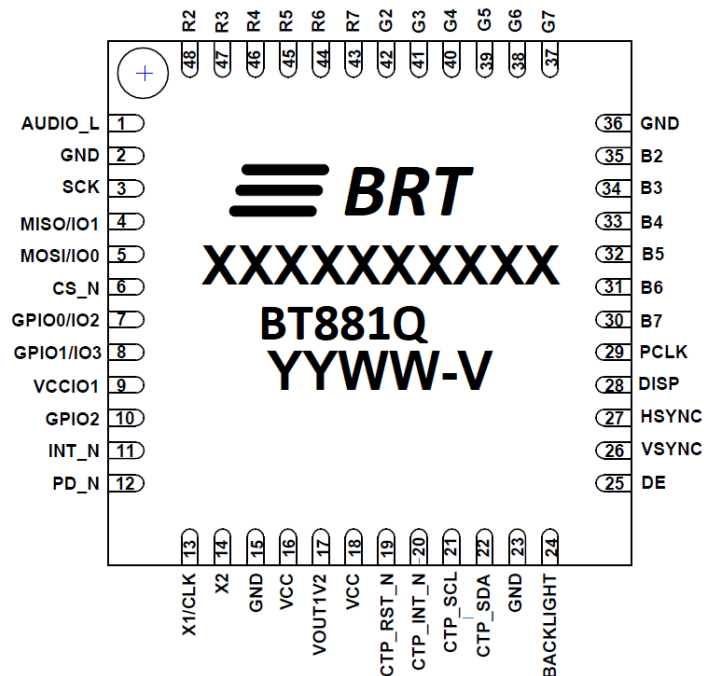 R2 R3 R4 R5 R6 R7 G2 G3 G4 G5 G6 G7
48 47 46 45 44 43 42 41 40 39 38 37
AUDIO_L 1 36 GND
GND 2 35 B2
SCK 3 34 B3
MISO/IO1 4 33 B4
MOSI/IO0 5 32 B5
CS_N 6 31 B6
GPIO0/IO2 7 30 B7
GPIO1/IO3 8 29 PCLK
VCCIO1 9 28 DISP
GPIO2 10 27 HSYNC
INT_N 11 26 VSYNC
PD_N 12 25 DE
BRT
XXXXXXXXXX
BT881Q
YYWW-V
13 14 15 16 17 18 19 20 21 22 23 24
X1/CLK X2 GND VCC VOUT1V2 VCC CTP_RST_N CTP_INT_N CTP_SCL CTP_SDA GND BACKLIGHT